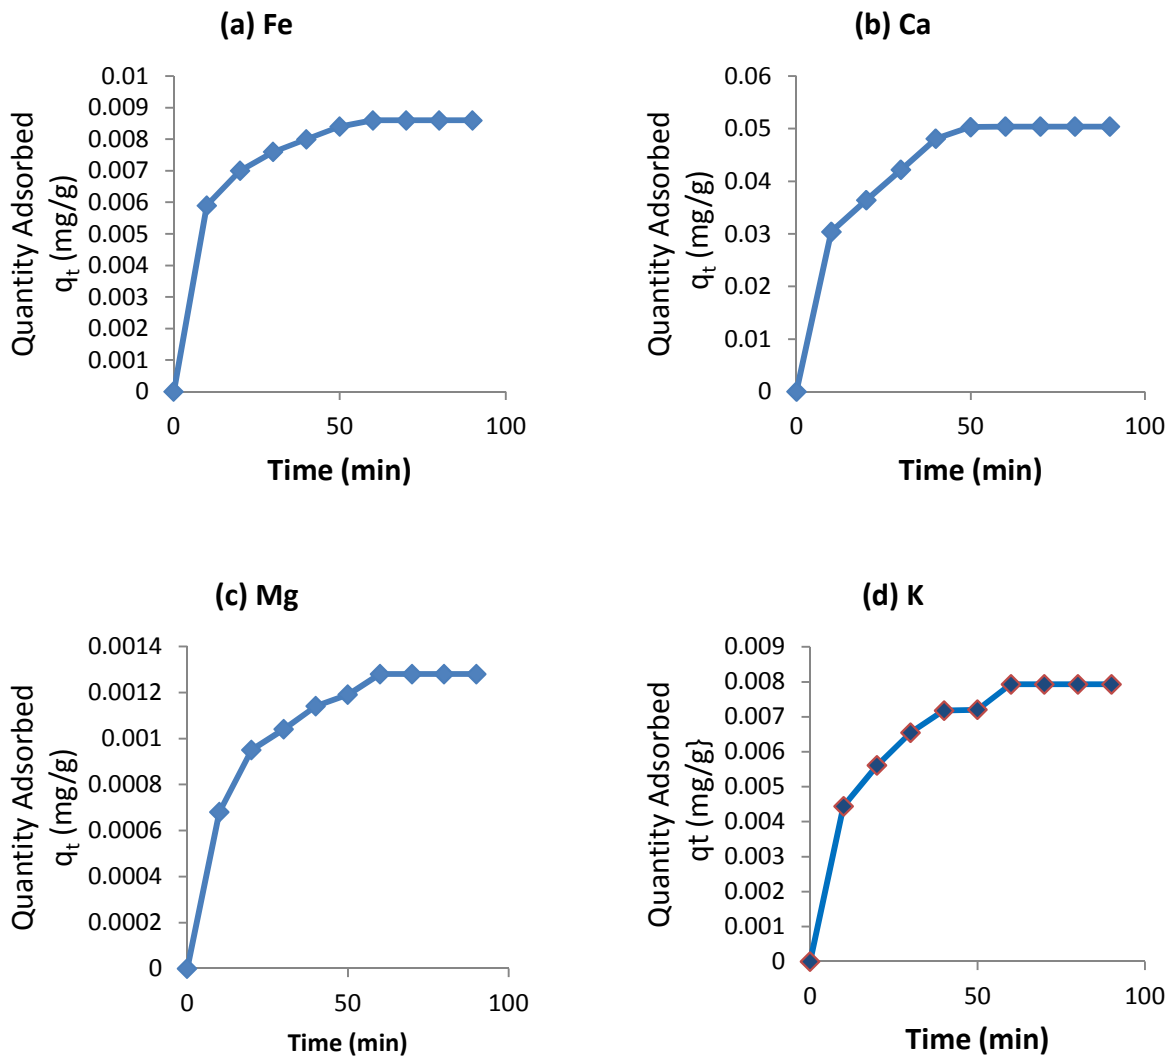 (a) Fe
Quantity Adsorbed
qt (mg/g)
0.01
0.009
0.008
0.007
0.006
0.005
0.004
0.003
0.002
0.001
0
0 50 100
Time (min)
(b) Ca
Quantity Adsorbed
qt (mg/g)
0.06
0.05
0.04
0.03
0.02
0.01
0
0 50 100
Time (min)
(c) Mg
Quantity Adsorbed
qt (mg/g)
0.0014
0.0012
0.001
0.0008
0.0006
0.0004
0.0002
0
0 50 100
Time (min)
(d) K
Quantity Adsorbed
qt (mg/g}
0.009
0.008
0.007
0.006
0.005
0.004
0.003
0.002
0.001
0
0 50 100
Time (min)